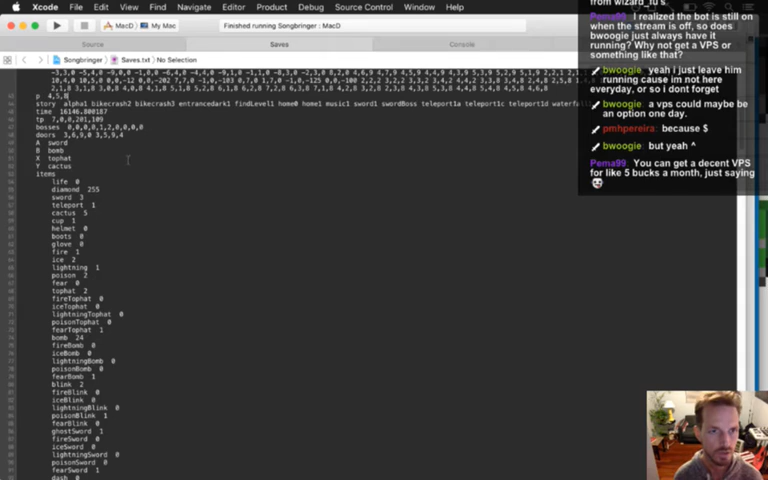 Xcode File Edit View Find Navigate Editor Product Debug Source Control Window Help
from wizard_fu's
MacD My Mac Finished running Songbringer : MacD
Source Saves Console
Songbringer Saves.txt No Selection
Pema99: I realized the bot is still on
when the stream is off, so does
bwoogie just always have it
running? Why not get a VPS or
something like that?
bwoogie: yeah i just leave him
running cause im not here
everyday, or so i dont forget
bwoogie: a vps could maybe be
an option one day.
pmhpereira: because $
bwoogie: but yeah ^
Pema99: You can get a decent VPS
for like 5 bucks a month, just saying
p 4,5,8
story alpha1 bikecrash2 bikecrash3 entrancedark1 findLevel1 home0 home1 music1 sword1 swordBoss teleport1a teleport1c teleport1d
time 16146.800187
tp 7,0,0,201,109
bosses 0,0,0,0,1,2,0,0,0,0
doors 3,6,9,0 3,5,9,4
A sword
B bomb
X tophat
Y cactus
items
life 0
diamond 255
sword 3
teleport 1
cactus 5
cup 1
helmet 0
boots 0
glove 0
fire 1
ice 2
lightning 1
poison 2
fear 0
tophat 2
fireTophat 0
iceTophat 0
lightningTophat 0
poisonTophat 0
fearTophat 1
bomb 24
fireBomb 0
iceBomb 0
lightningBomb 0
poisonBomb 0
fearBomb 1
blink 2
fireBlink 0
iceBlink 0
lightningBlink 0
poisonBlink 1
fearBlink 0
ghostSword 1
fireSword 0
iceSword 0
lightningSword 0
poisonSword 0
fearSword 1
dash 0